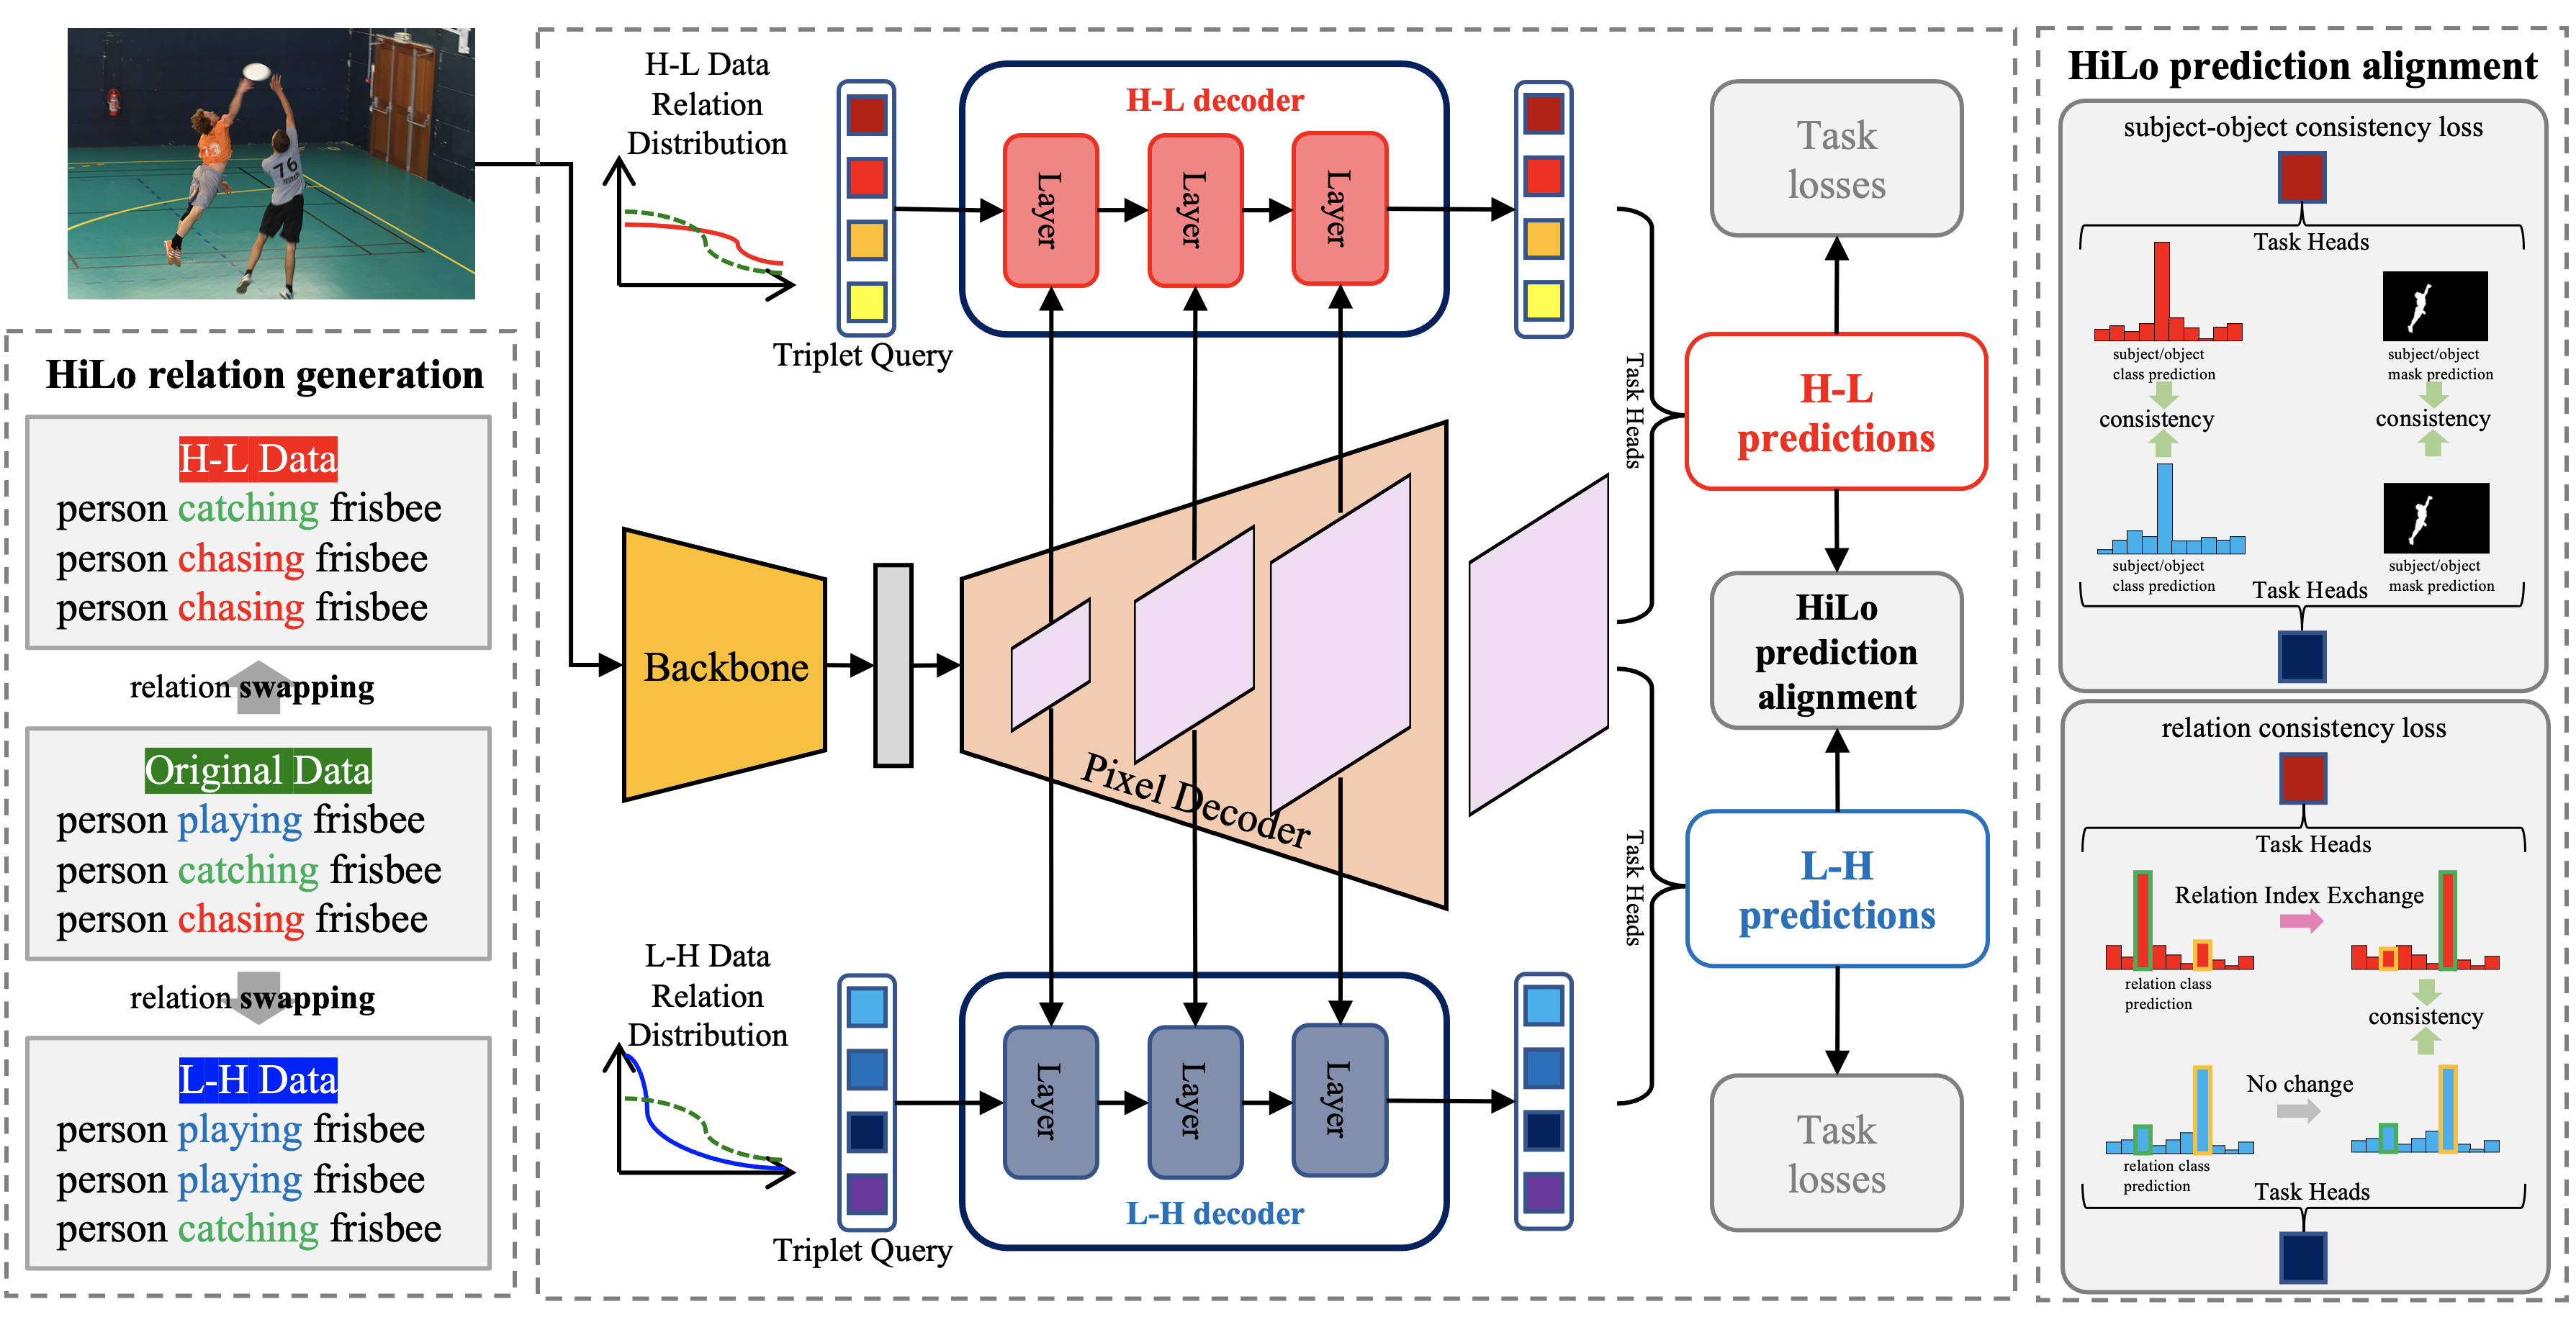 76
HiLo relation generation
H-L Data
person catching frisbee
person chasing frisbee
person chasing frisbee
relation swapping
Original Data
person playing frisbee
person catching frisbee
person chasing frisbee
relation swapping
L-H Data
person playing frisbee
person playing frisbee
person catching frisbee
H-L Data
Relation
Distribution
Triplet Query
H-L decoder
Layer
Layer
Layer
Backbone
Pixel Decoder
L-H Data
Relation
Distribution
Triplet Query
Layer
Layer
Layer
L-H decoder
Task Heads
Task Heads
Task
losses
H-L
predictions
HiLo
prediction
alignment
L-H
predictions
Task
losses
HiLo prediction alignment
subject-object consistency loss
Task Heads
subject/object
class prediction
subject/object
mask prediction
consistency
consistency
subject/object
class prediction
subject/object
mask prediction
Task Heads
relation consistency loss
Task Heads
Relation Index Exchange
relation class
prediction
consistency
No change
relation class
prediction
Task Heads